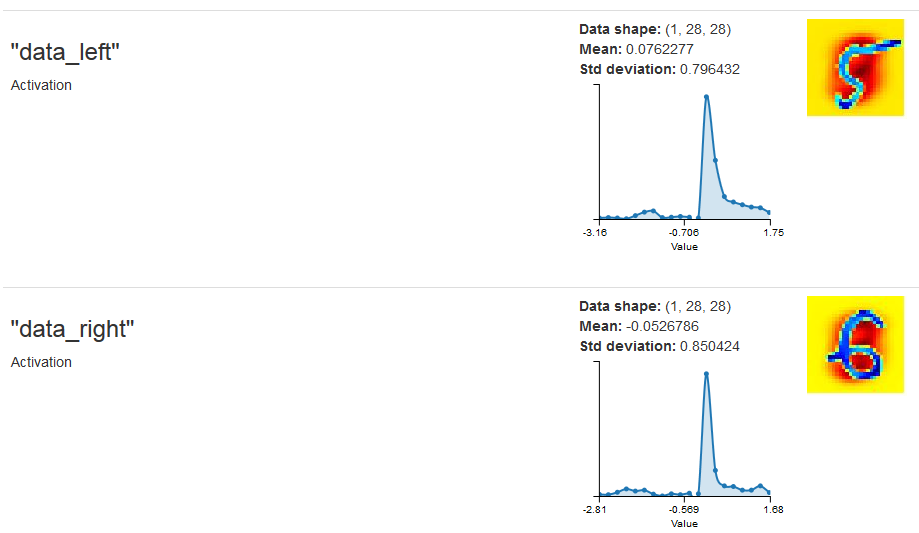 "data_left"
Activation
Data shape: (1, 28, 28)
Mean: 0.0762277
Std deviation: 0.796432
-3.16 -0.706 1.75
Value
5
"data_right"
Activation
Data shape: (1, 28, 28)
Mean: -0.0526786
Std deviation: 0.850424
-2.81 -0.569 1.68
Value
6